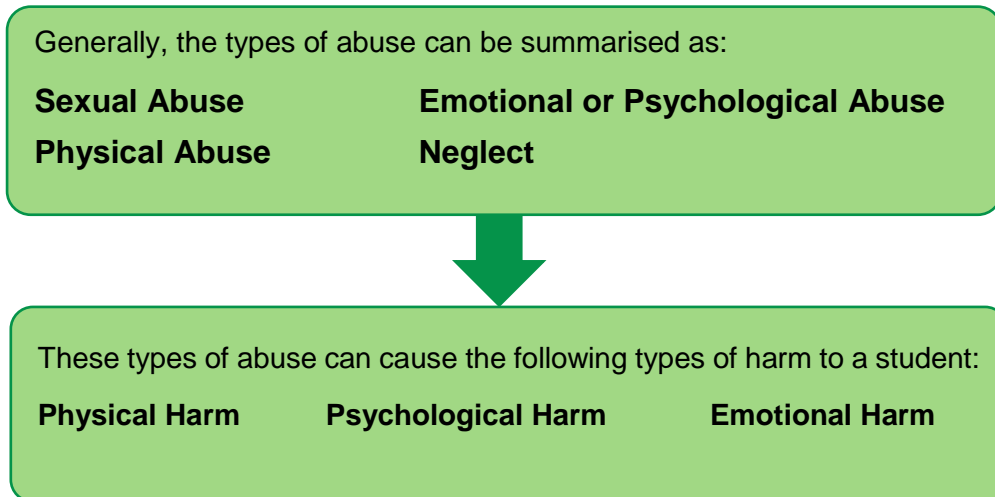 Generally, the types of abuse can be summarised as:
Sexual Abuse Emotional or Psychological Abuse
Physical Abuse Neglect
These types of abuse can cause the following types of harm to a student:
Physical Harm Psychological Harm Emotional Harm